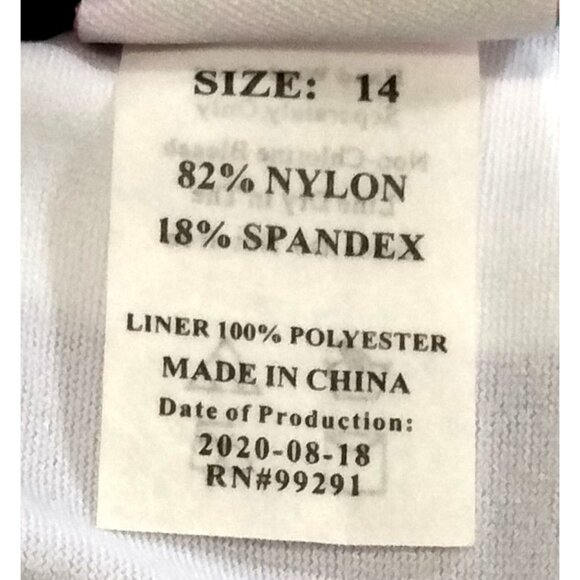 SIZE: 14
82% NYLON
18% SPANDEX
LINER 100% POLYESTER
MADE IN CHINA
Date of Production:
2020-08-18
RN#99291